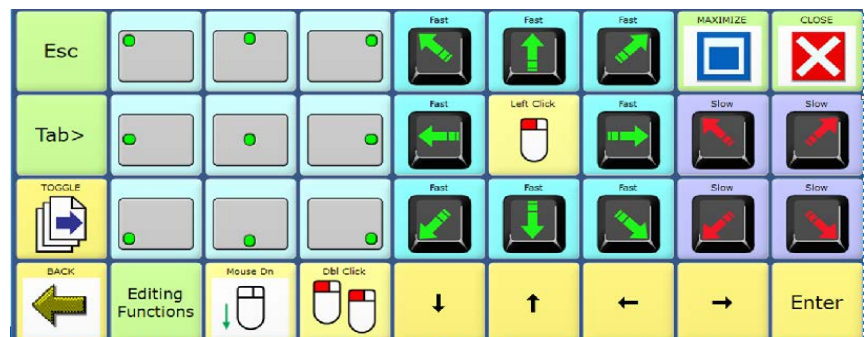 Esc
Fast
Fast
Fast
MAXIMIZE
CLOSE
Tab>
Fast
Left Click
Fast
Slow
Slow
TOGGLE
Fast
Fast
Fast
Slow
Slow
BACK
Editing
Functions
Mouse Dn
Dbl Click
Enter